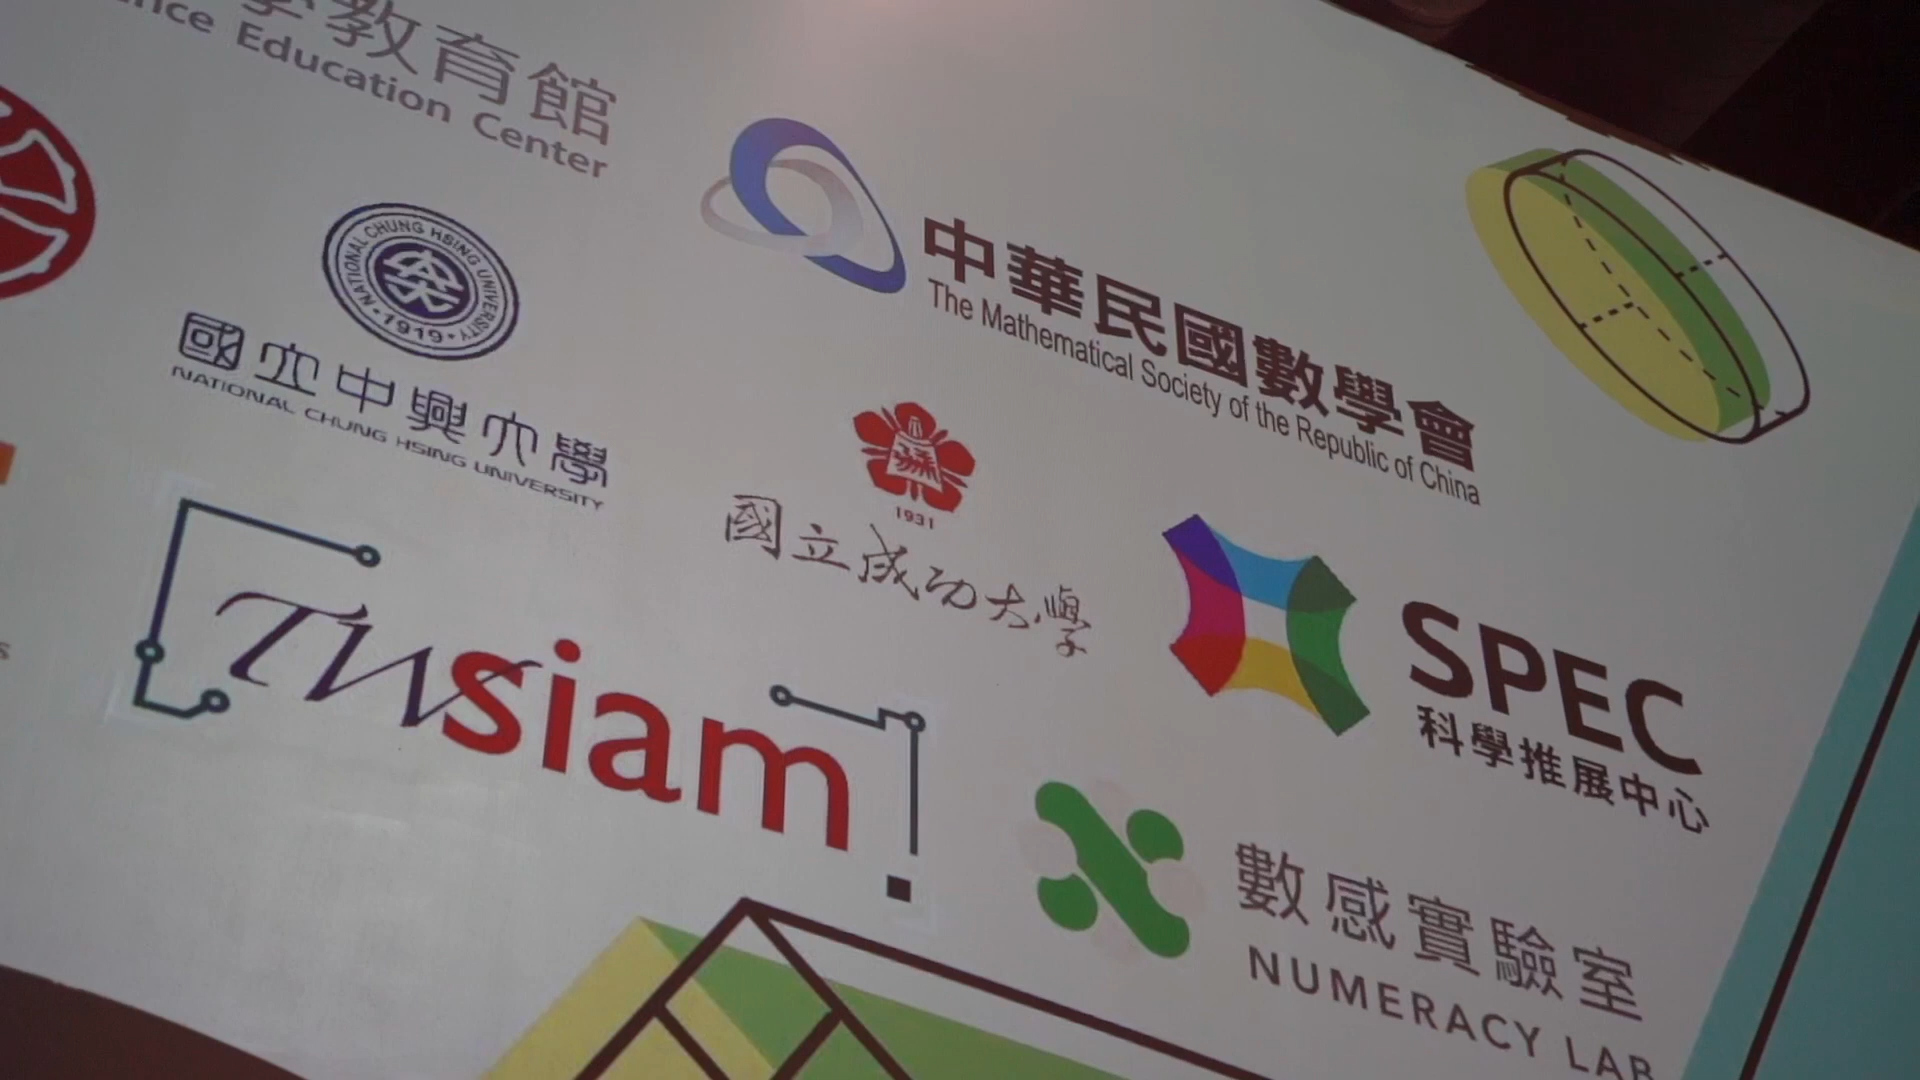 教育館
Education Center
中華民國數學會
The Mathematical Society of the Republic of China
NATIONAL CHUNG HSING UNIVERSITY
1919
國立中興大學
NATIONAL CHUNG HSING UNIVERSITY
1931
國立成功大學
TWsiam
SPEC
科學推展中心
數感實驗室
NUMERACY LAB